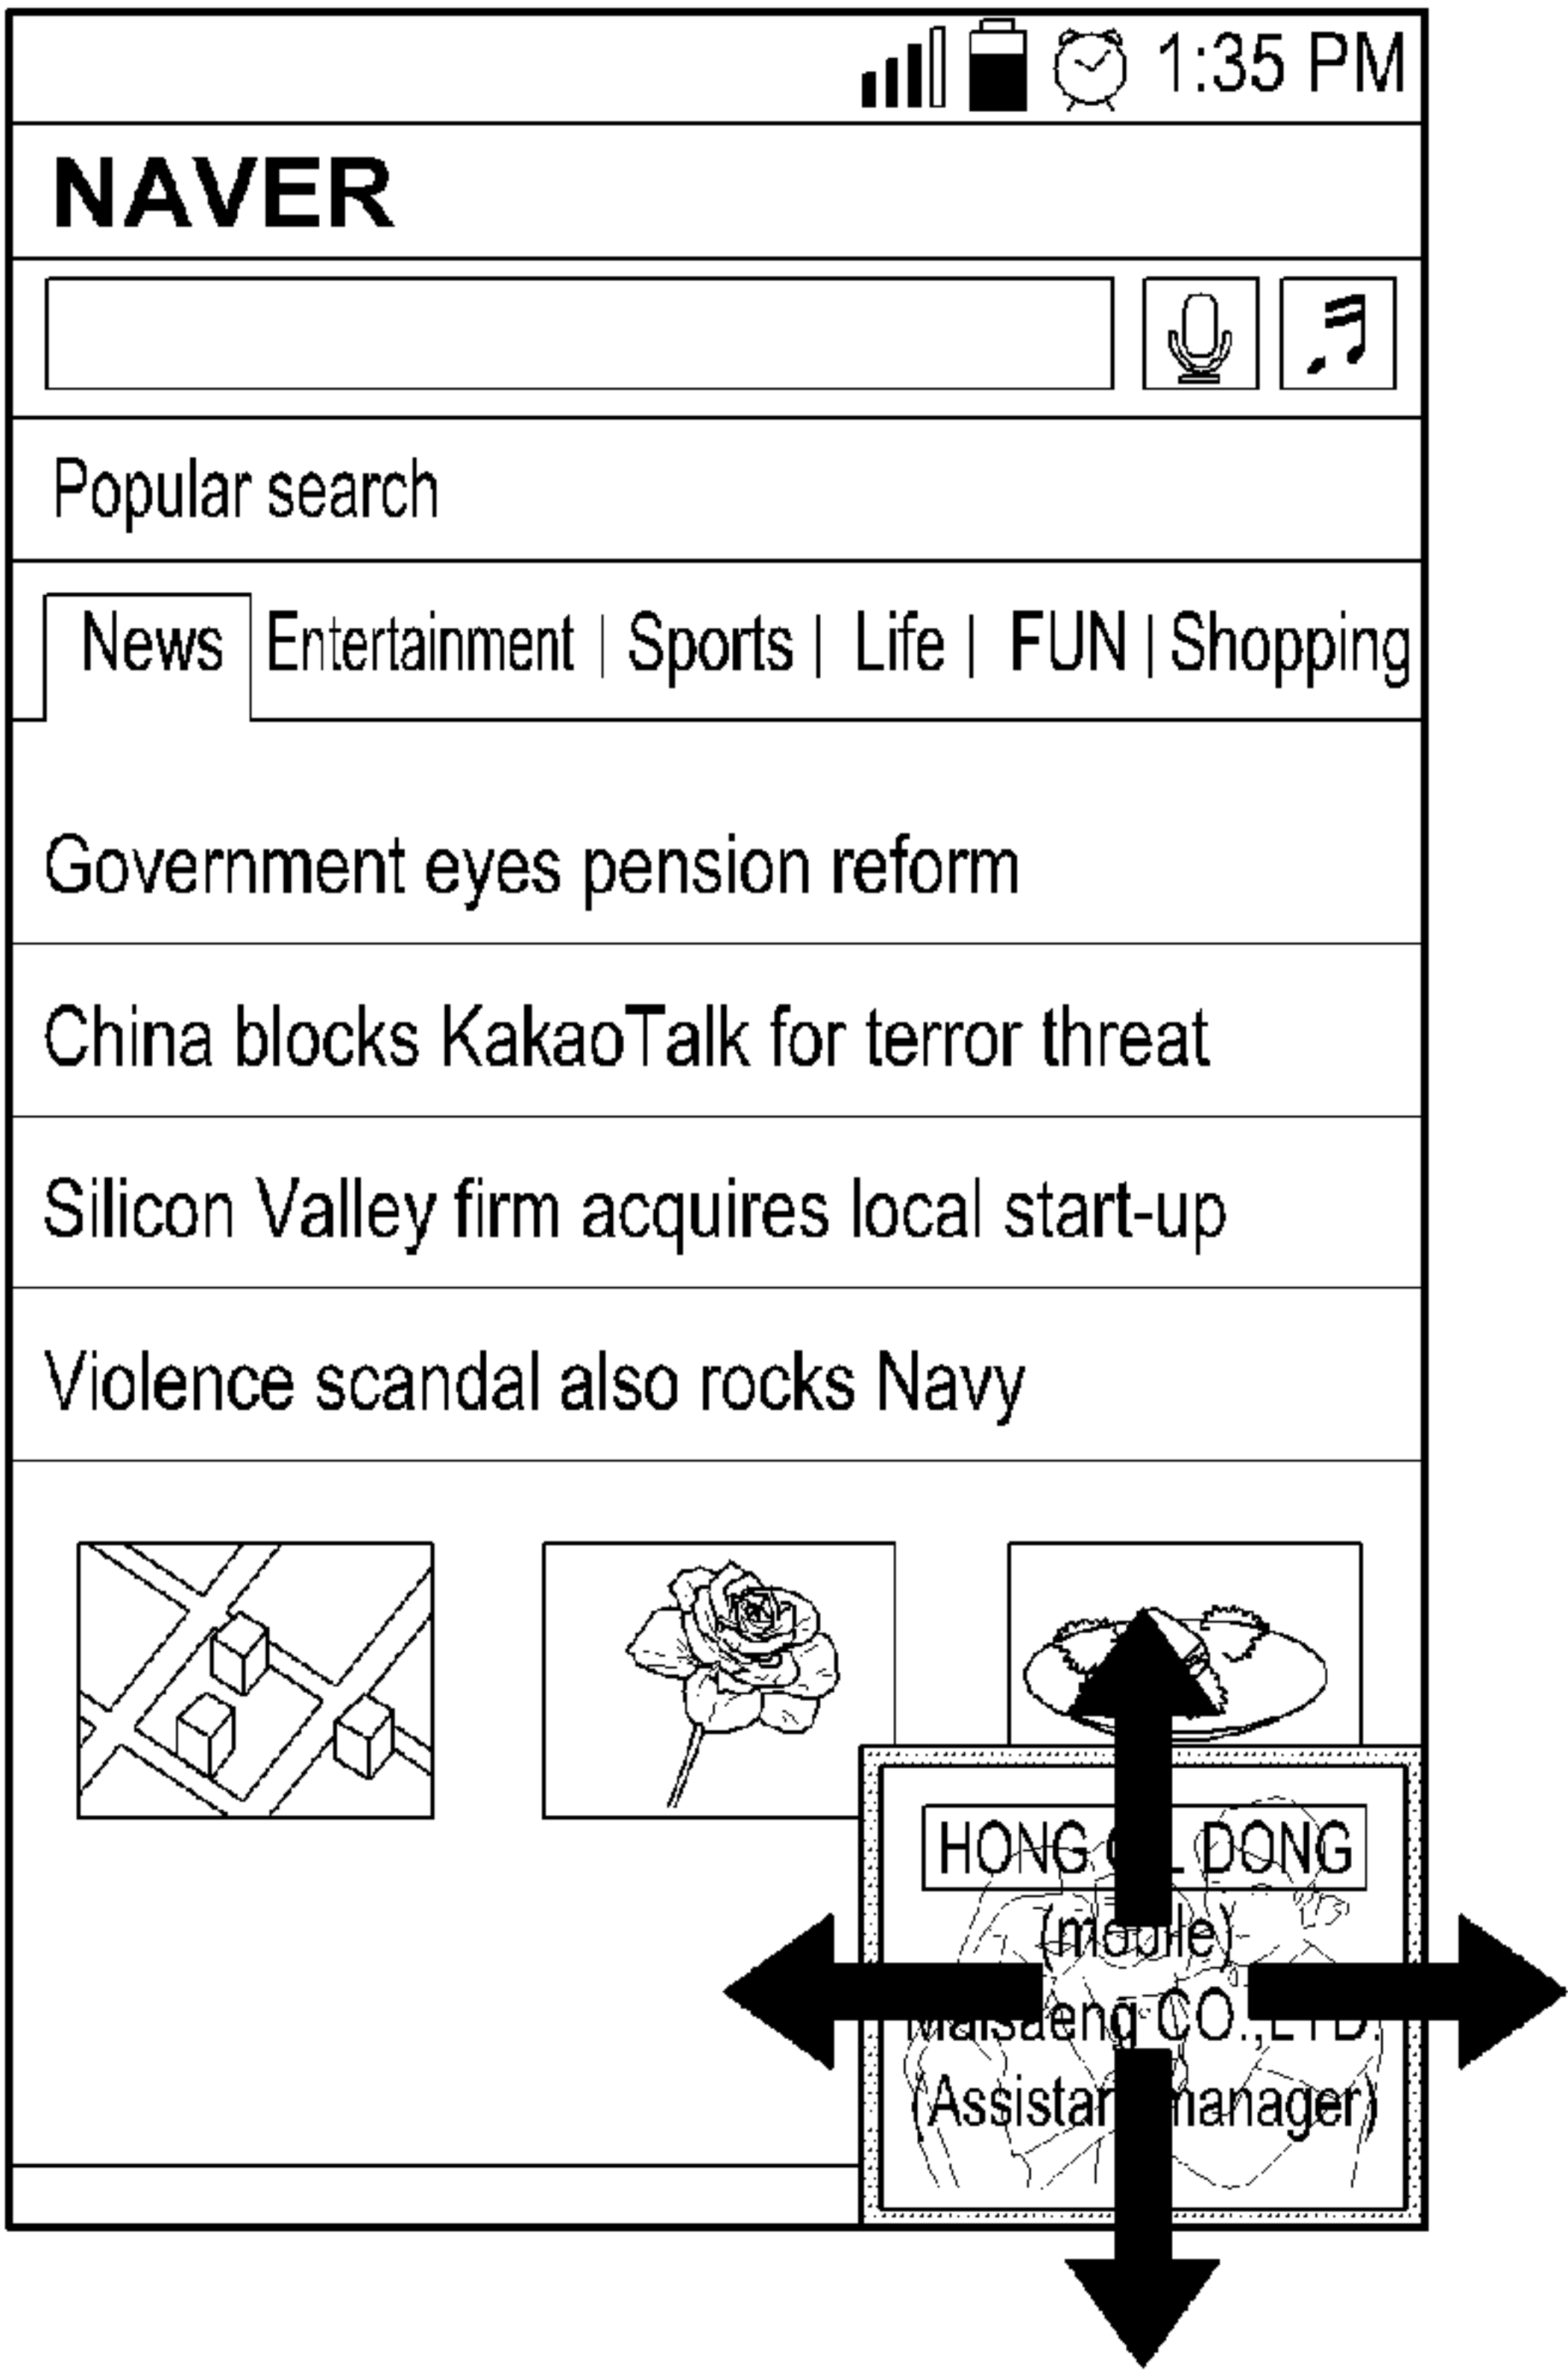 1:35 PM
NAVER
Popular search
News Entertainment | Sports | Life | FUN | Shopping
Government eyes pension reform
China blocks KakaoTalk for terror threat
Silicon Valley firm acquires local start-up
Violence scandal also rocks Navy
HONG DONG
(mobile)
CO.,LTD.
(Assistant manager)